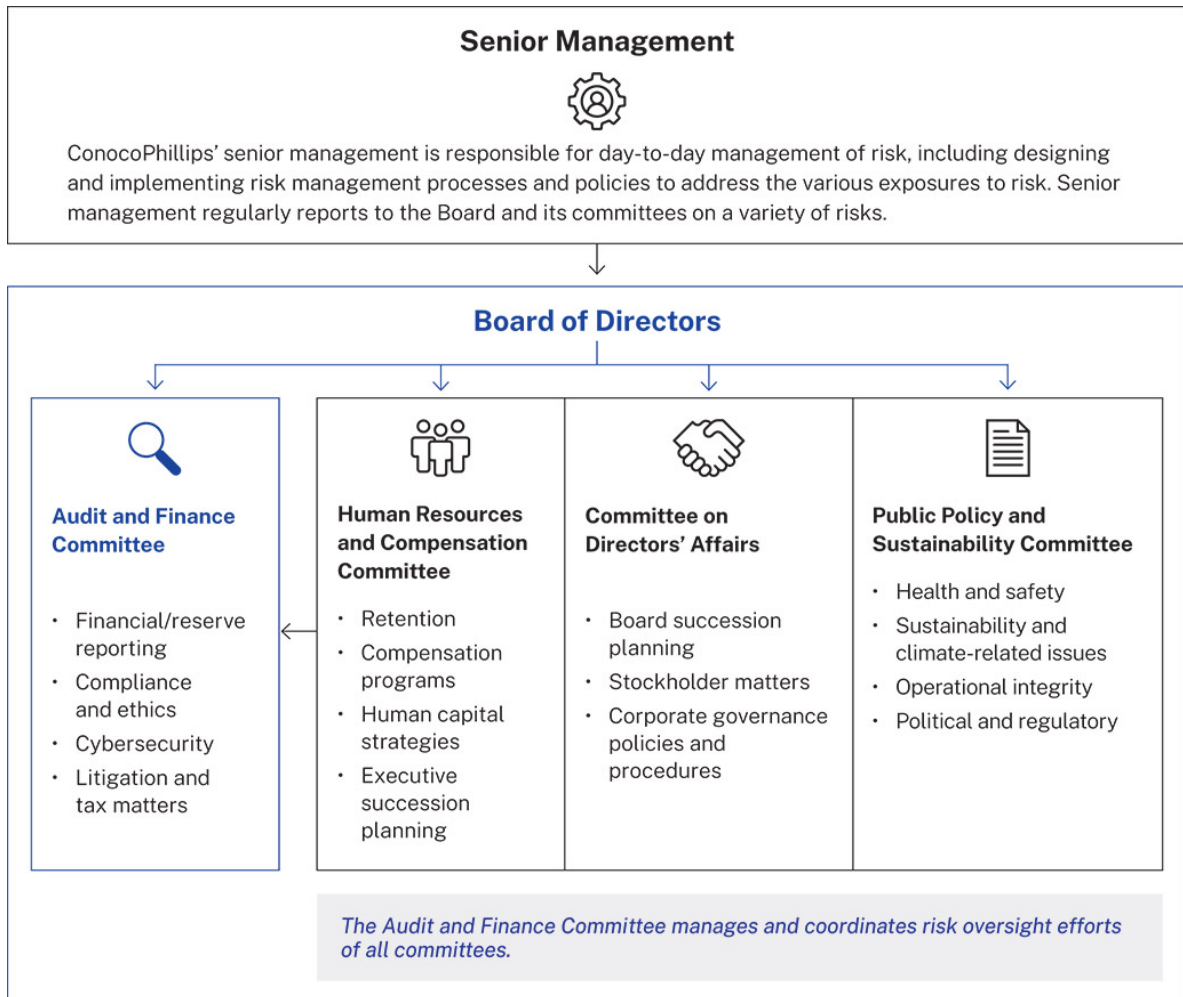 Senior Management
ConocoPhillips’ senior management is responsible for day-to-day management of risk, including designing
and implementing risk management processes and policies to address the various exposures to risk. Senior
management regularly reports to the Board and its committees on a variety of risks.
Board of Directors
Audit and Finance
Committee
• Financial/reserve
reporting
• Compliance
and ethics
• Cybersecurity
• Litigation and
tax matters
Human Resources
and Compensation
Committee
• Retention
• Compensation
programs
• Human capital
strategies
• Executive
succession
planning
Committee on
Directors’ Affairs
• Board succession
planning
• Stockholder matters
• Corporate governance
policies and
procedures
Public Policy and
Sustainability Committee
• Health and safety
• Sustainability and
climate-related issues
• Operational integrity
• Political and regulatory
The Audit and Finance Committee manages and coordinates risk oversight efforts
of all committees.